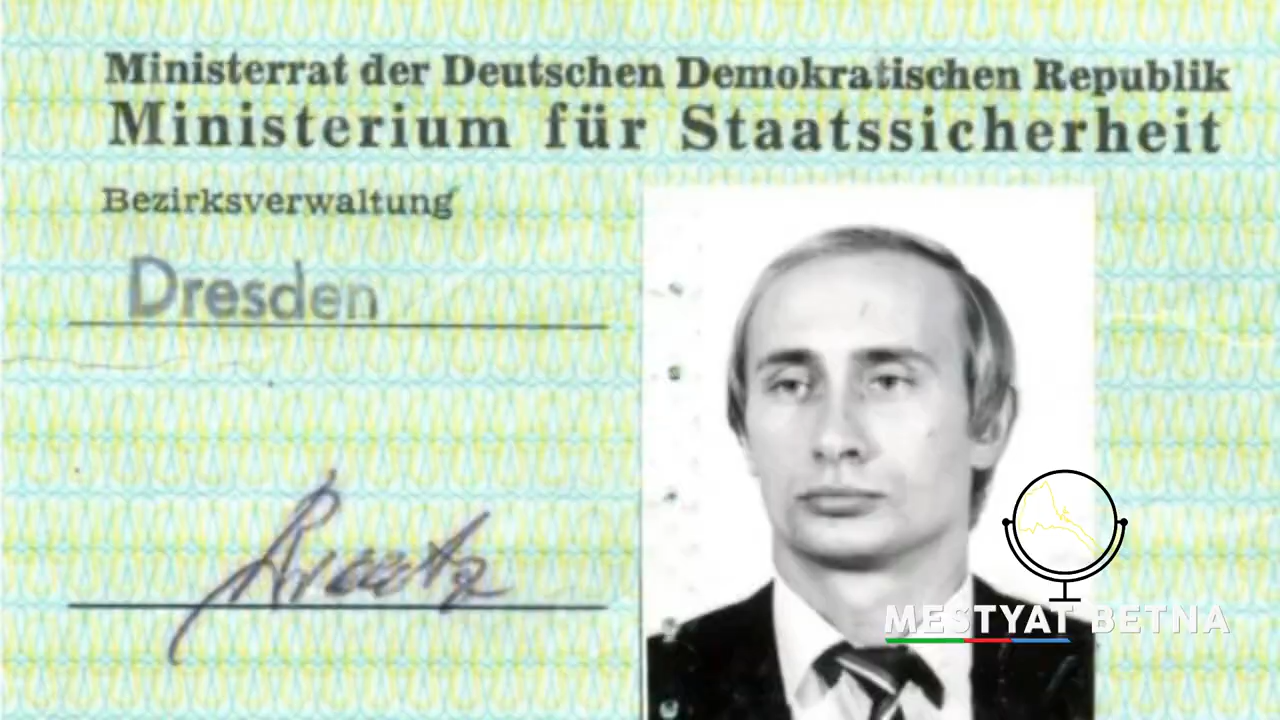 Ministerrat der Deutschen Demokratischen Republik
Ministerium für Staatssicherheit
Bezirksverwaltung
Dresden
MESTYAT BETNA